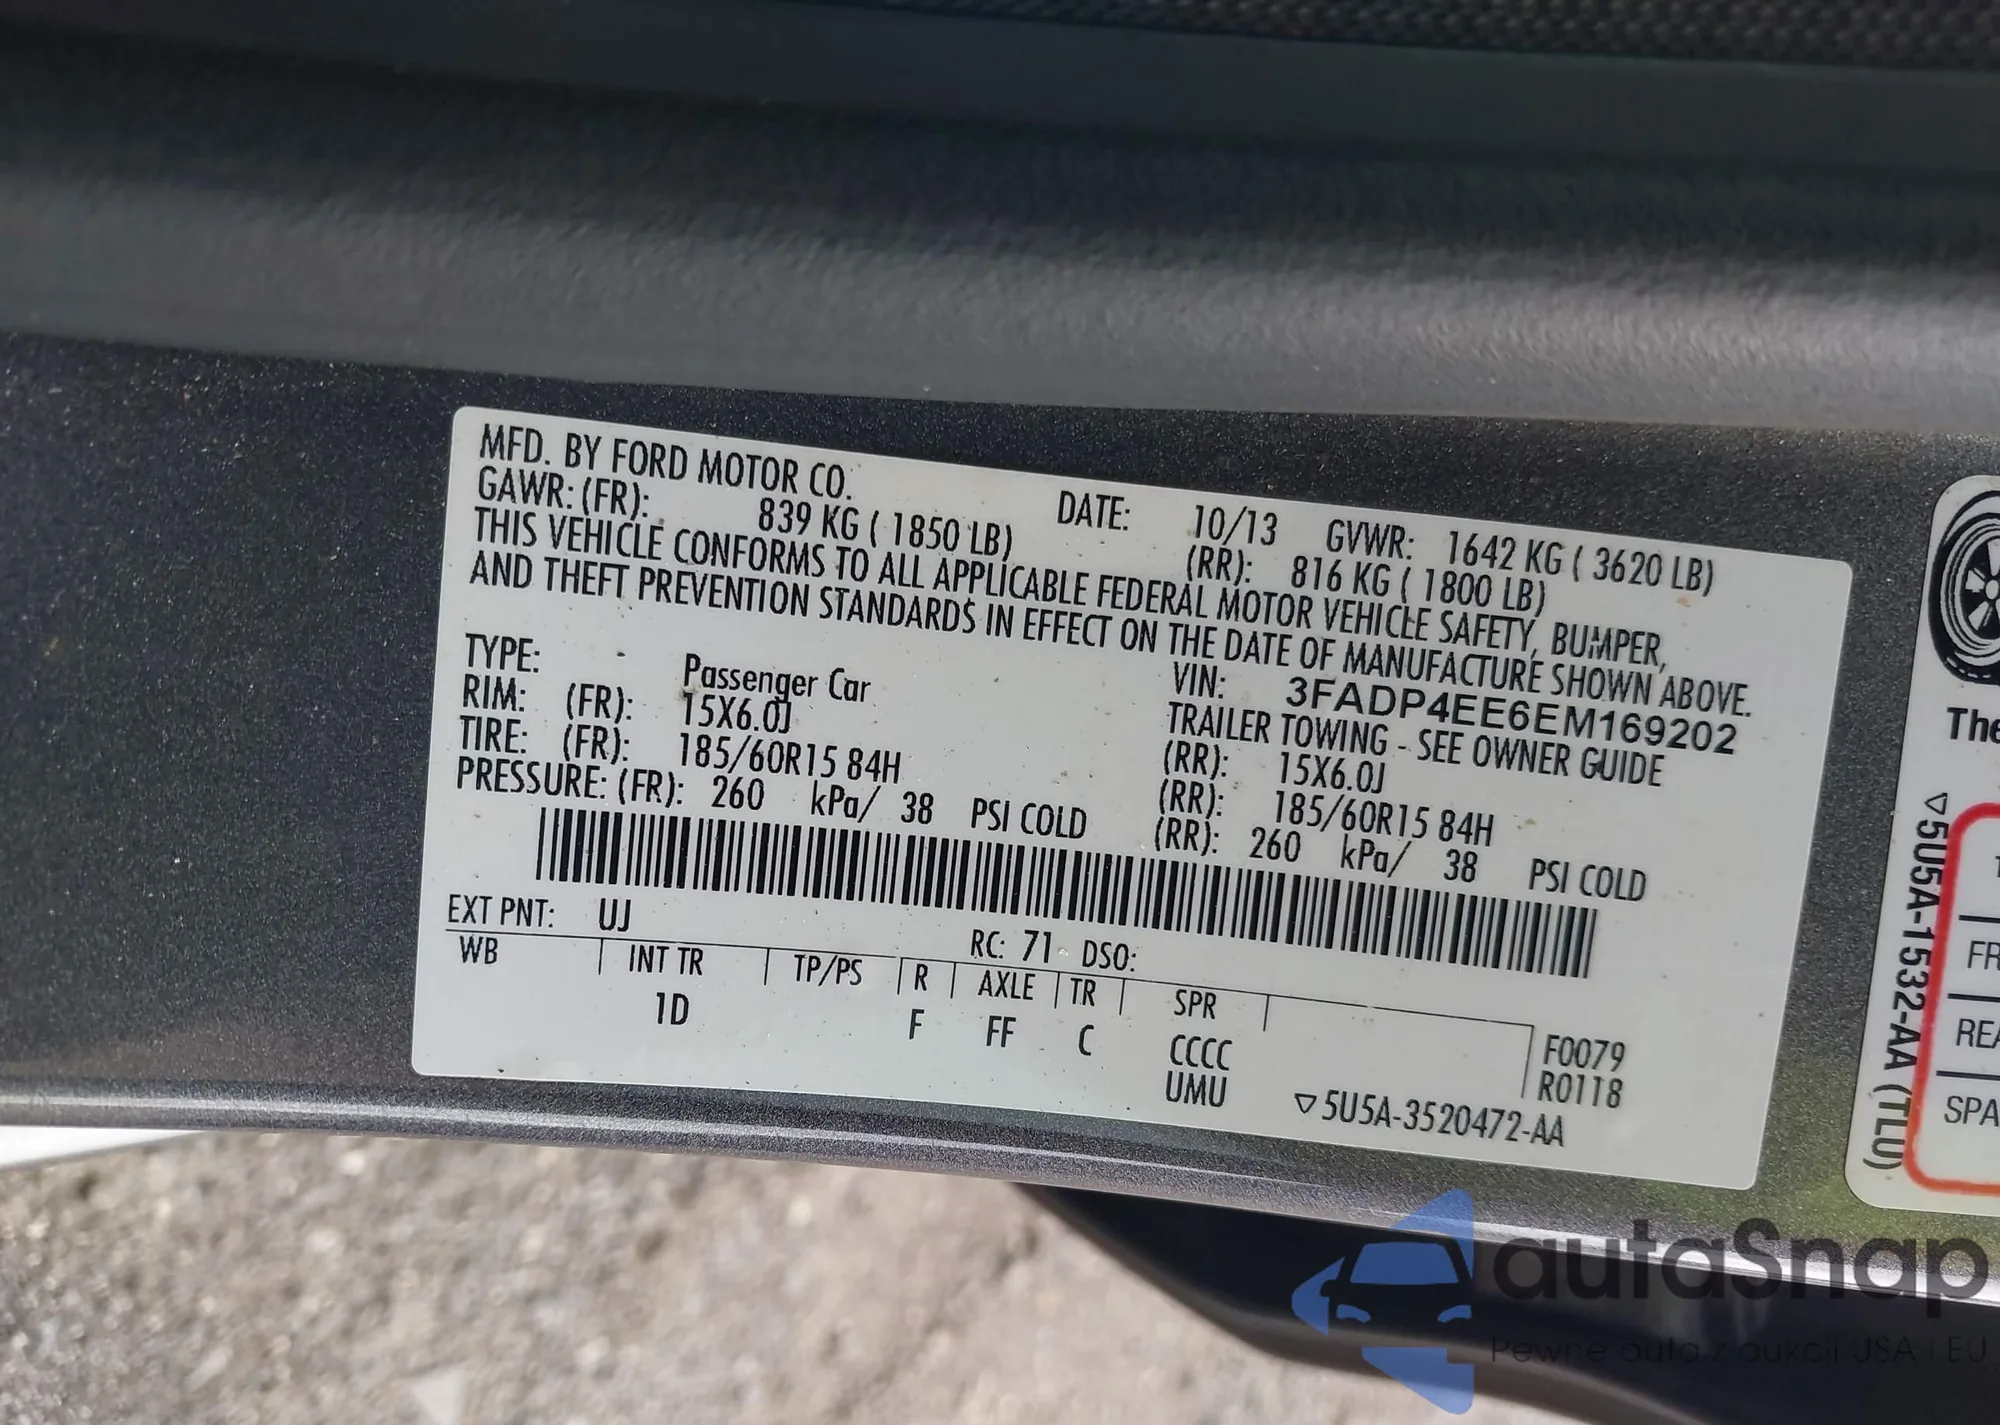 MFD. BY FORD MOTOR CO. DATE: 10/13 GVWR: 1642 KG ( 3620 LB)
GAWR: (FR): 839 KG ( 1850 LB) (RR): 816 KG ( 1800 LB)
THIS VEHICLE CONFORMS TO ALL APPLICABLE FEDERAL MOTOR VEHICLE SAFETY, BUMPER,
AND THEFT PREVENTION STANDARDS IN EFFECT ON THE DATE OF MANUFACTURE SHOWN ABOVE.
VIN: 3FADP4EE6EM169202
TYPE: Passenger Car TRAILER TOWING - SEE OWNER GUIDE
RIM: (FR): 15X6.0J (RR): 15X6.0J
TIRE: (FR): 185/60R15 84H (RR): 185/60R15 84H
PRESSURE: (FR): 260 kPa/ 38 PSI COLD (RR): 260 kPa/ 38 PSI COLD
EXT PNT: UJ RC: 71 DSO:
WB INT TR TP/PS R AXLE TR SPR
1D F FF C CCCC F0079
UMU R0118
▽5U5A-3520472-AA
The
▽5U5A-1532-AA (TLU)
FR
REA
SPA
autaSnap
Pewne auta z aukcji USA i EU